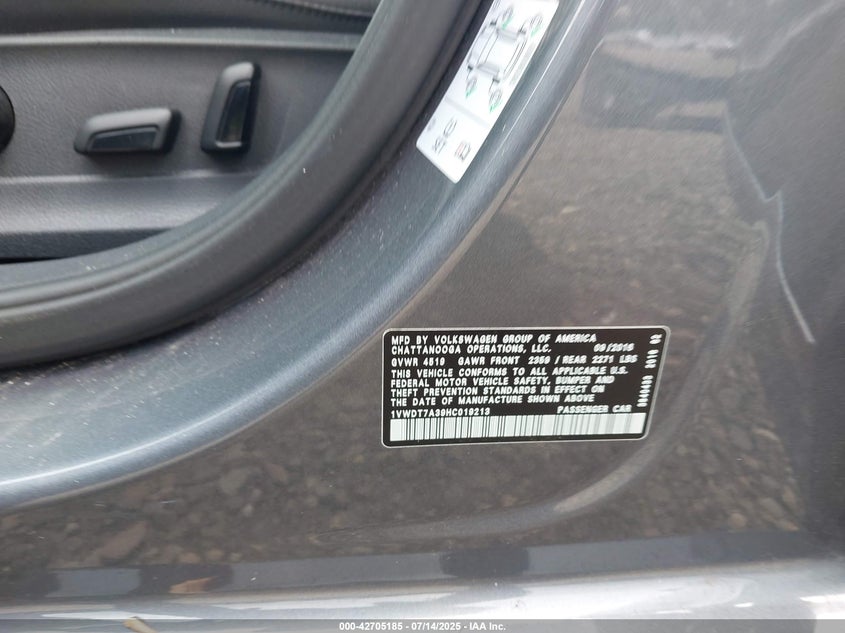 MFD BY VOLKSWAGEN GROUP OF AMERICA
CHATTANOOGA OPERATIONS, LLC. 09/2016
GVWR 4519 GAWR FRONT 2359 / REAR 2271 LBS
THIS VEHICLE CONFORMS TO ALL APPLICABLE U.S.
FEDERAL MOTOR VEHICLE SAFETY, BUMPER AND
THEFT PREVENTION STANDARDS IN EFFECT ON
THE DATE OF MANUFACTURE SHOWN ABOVE
1VWDT7A39HC019213 PASSENGER CAR
000-42705185 - 07/14/2025 - IAA Inc.